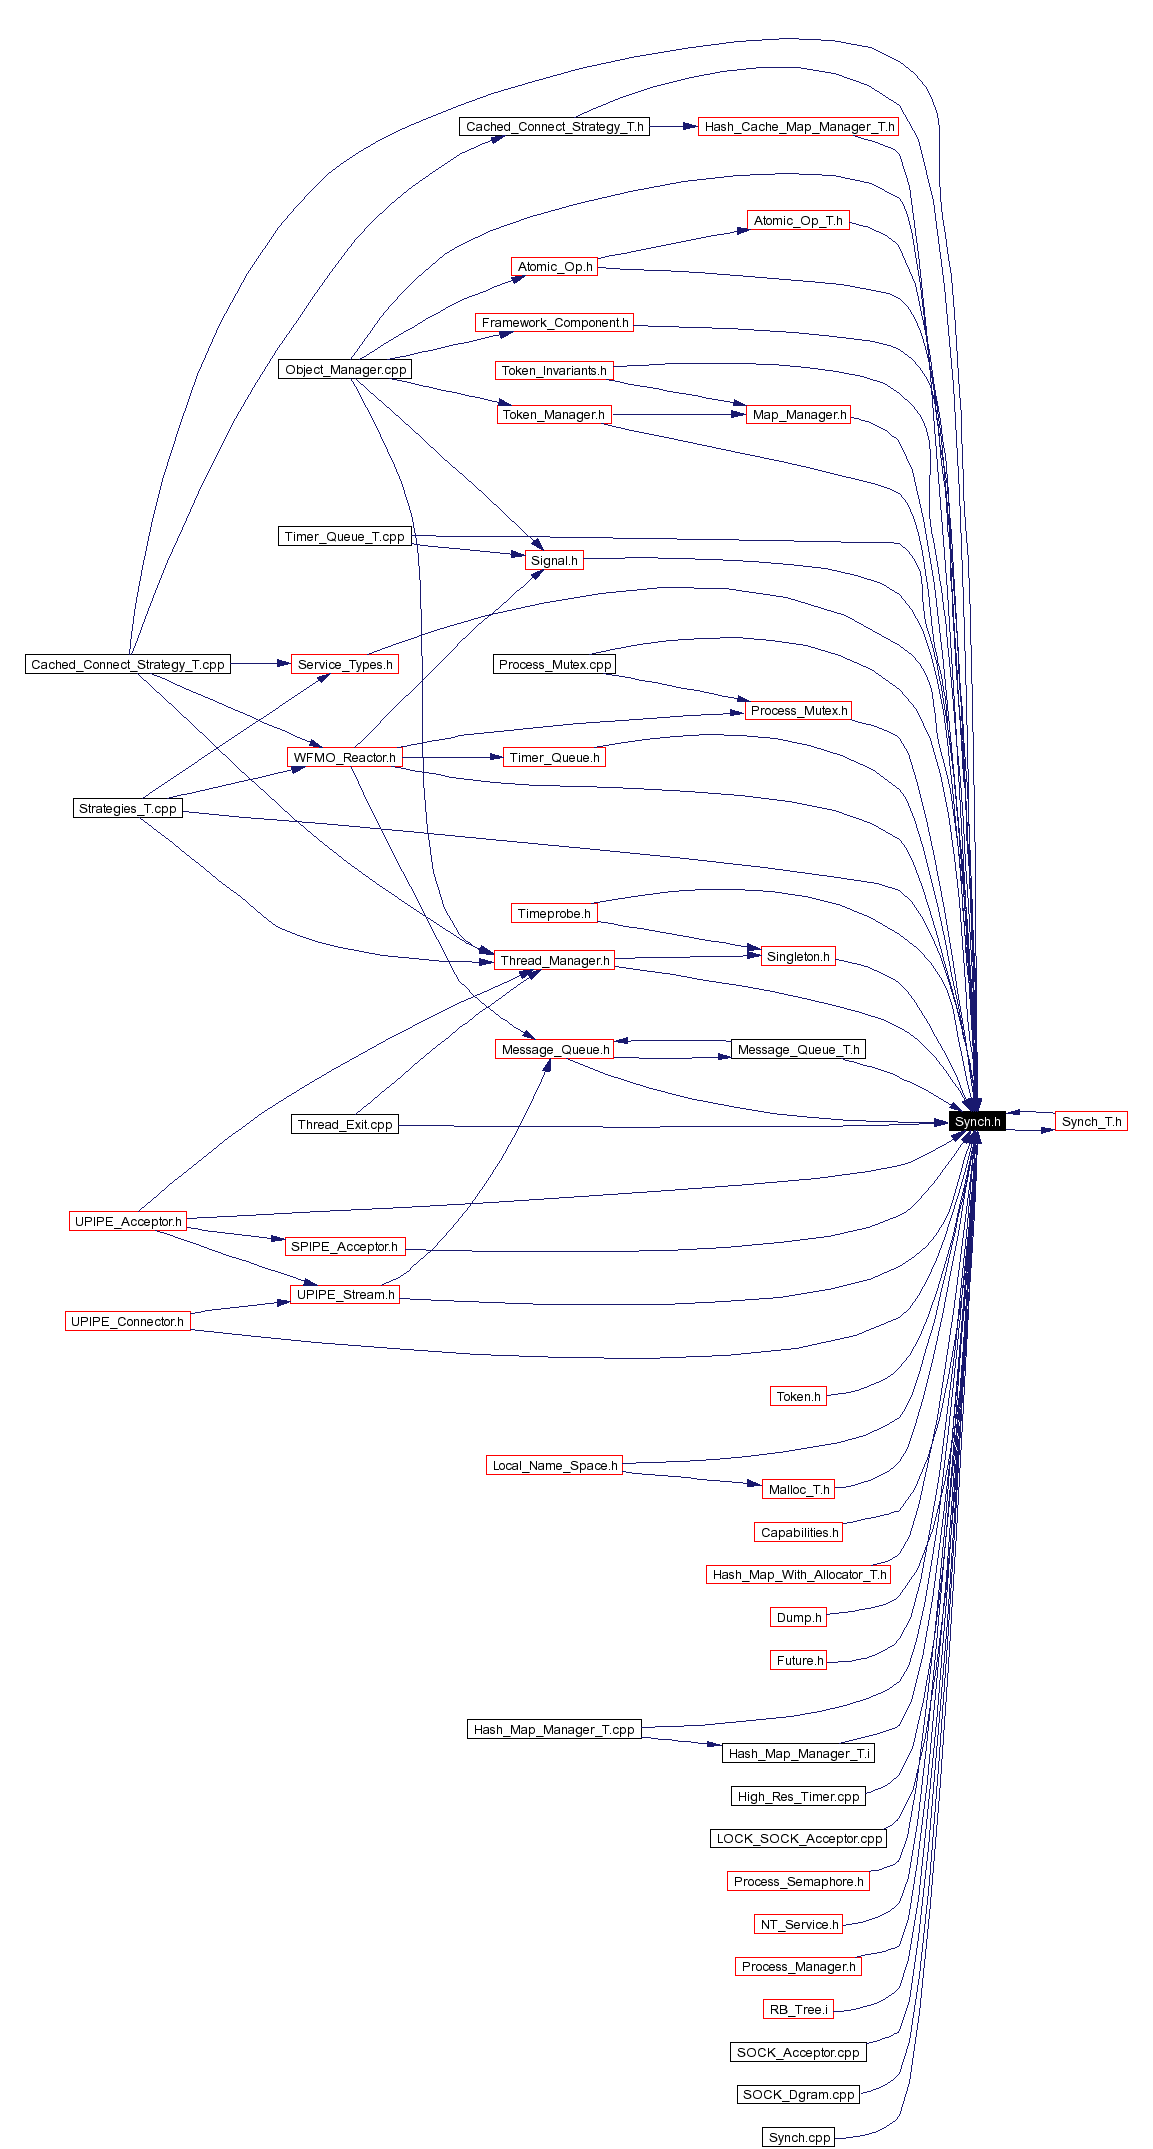 Cached_Connect_Strategy_T.h
Hash_Cache_Map_Manager_T.h
Atomic_Op_T.h
Atomic_Op.h
Framework_Component.h
Object_Manager.cpp
Token_Invariants.h
Token_Manager.h
Map_Manager.h
Timer_Queue_T.cpp
Signal.h
Cached_Connect_Strategy_T.cpp
Service_Types.h
Process_Mutex.cpp
Process_Mutex.h
WFMO_Reactor.h
Timer_Queue.h
Strategies_T.cpp
Timeprobe.h
Singleton.h
Thread_Manager.h
Message_Queue.h
Message_Queue_T.h
Thread_Exit.cpp
Synch.h
Synch_T.h
UPIPE_Acceptor.h
SPIPE_Acceptor.h
UPIPE_Stream.h
UPIPE_Connector.h
Token.h
Local_Name_Space.h
Malloc_T.h
Capabilities.h
Hash_Map_With_Allocator_T.h
Dump.h
Future.h
Hash_Map_Manager_T.cpp
Hash_Map_Manager_T.i
High_Res_Timer.cpp
LOCK_SOCK_Acceptor.cpp
Process_Semaphore.h
NT_Service.h
Process_Manager.h
RB_Tree.i
SOCK_Acceptor.cpp
SOCK_Dgram.cpp
Synch.cpp